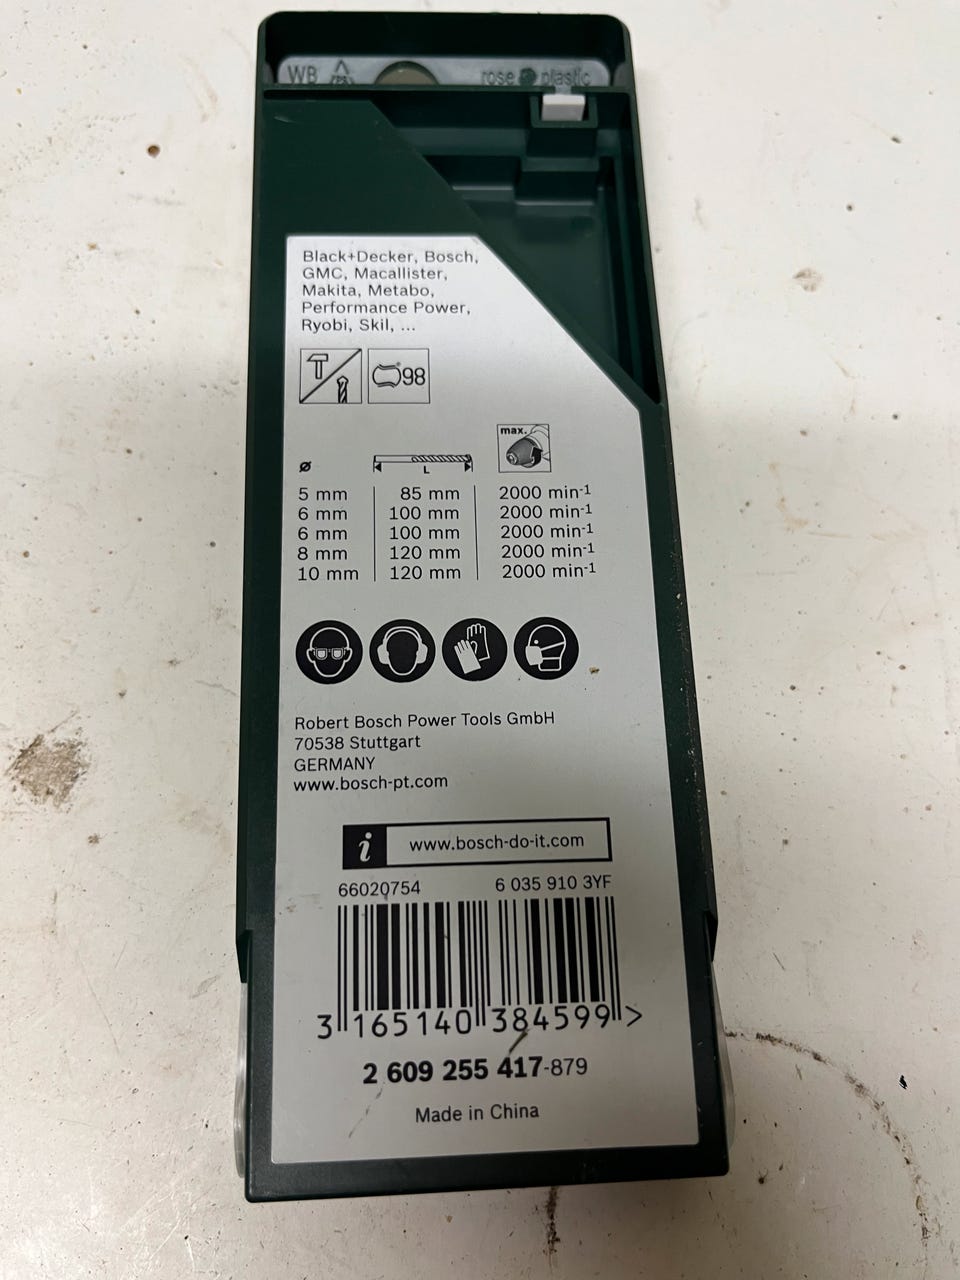 WB PS
rose plastic
Black+Decker, Bosch,
GMC, Macallister,
Makita, Metabo,
Performance Power,
Ryobi, Skil, ...
98
max.
ø L
5 mm 85 mm 2000 min-1
6 mm 100 mm 2000 min-1
6 mm 100 mm 2000 min-1
8 mm 120 mm 2000 min-1
10 mm 120 mm 2000 min-1
Robert Bosch Power Tools GmbH
70538 Stuttgart
GERMANY
www.bosch-pt.com
i www.bosch-do-it.com
66020754 6 035 910 3YF
3 165140 384599 >
2 609 255 417-879
Made in China